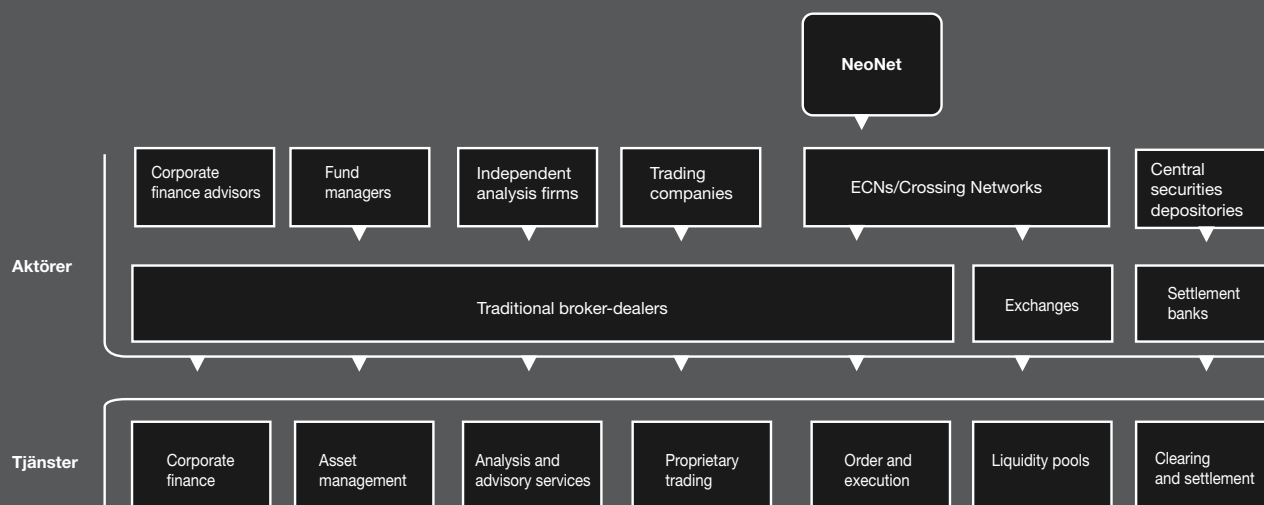 NeoNet
Corporate
finance advisors
Fund
managers
Independent
analysis firms
Trading
companies
ECNs/Crossing Networks
Central
securities
depositories
Aktörer
Traditional broker-dealers
Exchanges
Settlement
banks
Tjänster
Corporate
finance
Asset
management
Analysis and
advisory services
Proprietary
trading
Order and
execution
Liquidity pools
Clearing
and settlement